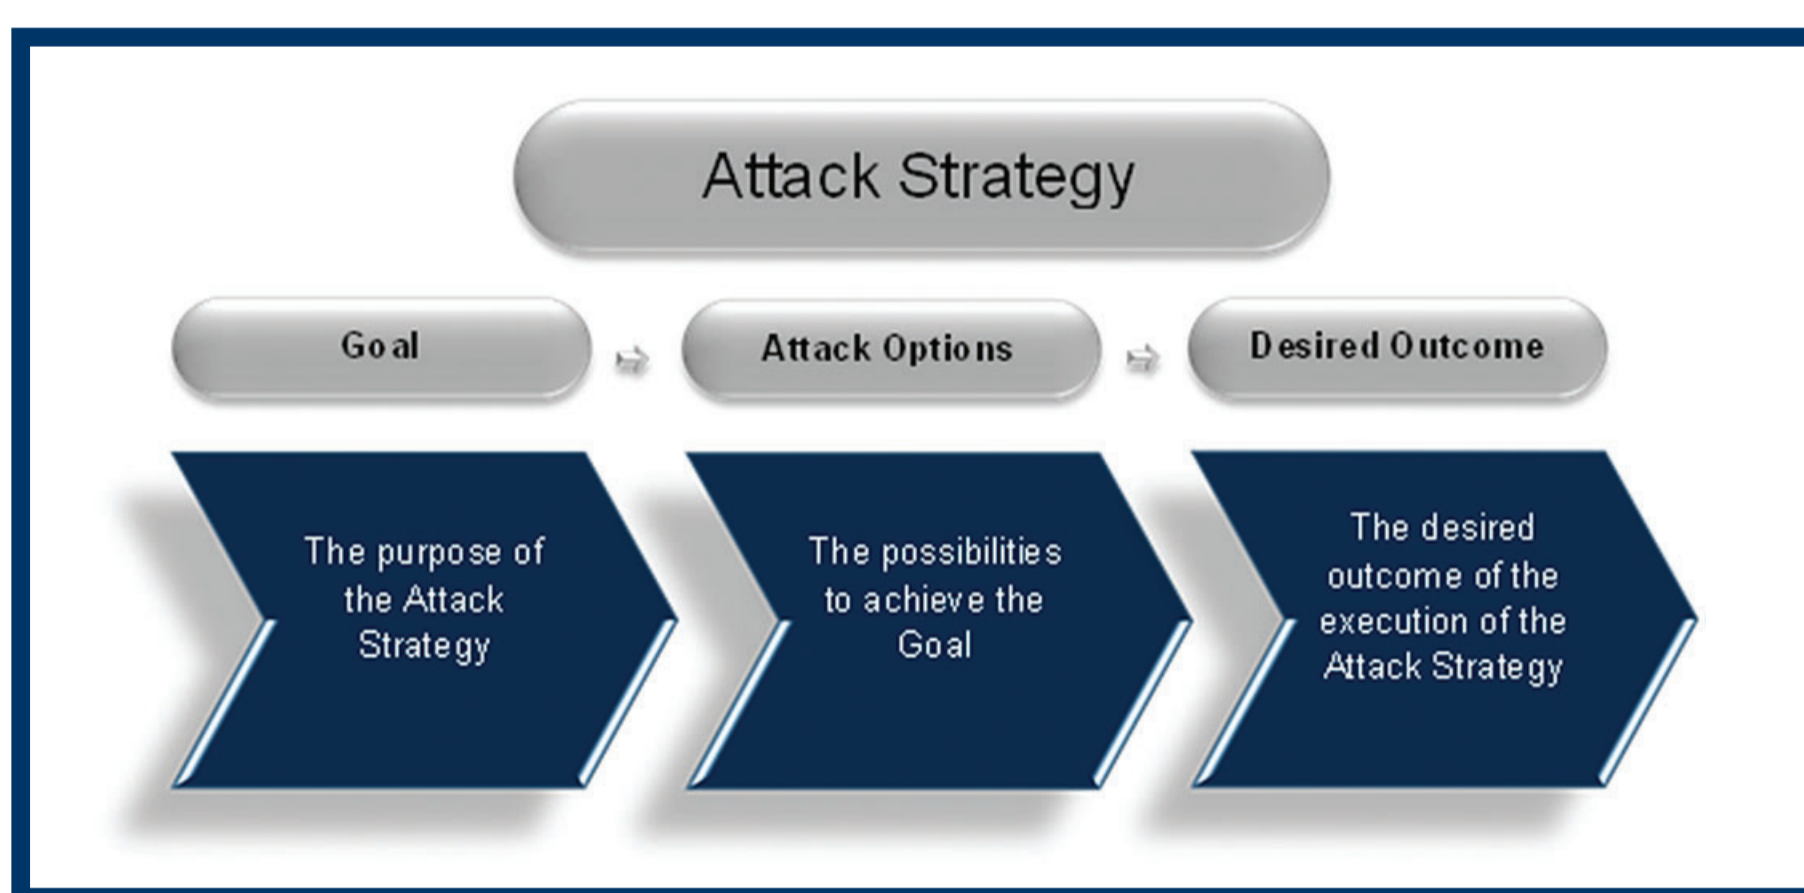 Attack Strategy
Goal
Attack Options
Desired Outcome
The purpose of
the Attack
Strategy
The possibilities
to achieve the
Goal
The desired
outcome of the
execution of the
Attack Strategy